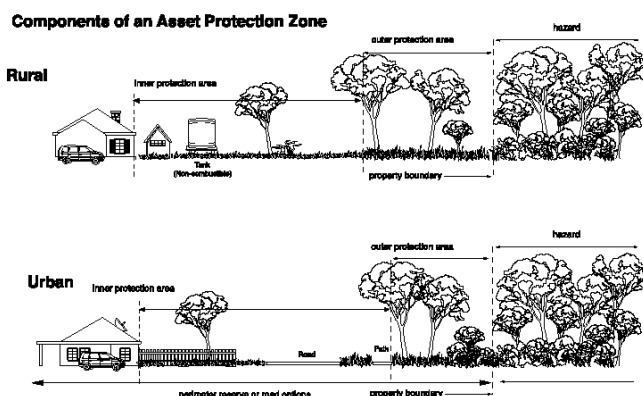 Components of an Asset Protection Zone
hazard
outer protection area
Rural
inner protection area
Tank
(Non-combustible)
property boundary
hazard
outer protection area
Urban
inner protection area
Road
Path
perimeter reserve or road options
property boundary